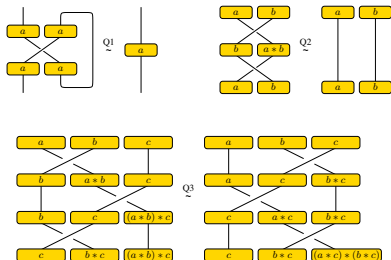 a a Q1 a
a a
a b Q2
b a * b
a b a b
a b c Q3 a b c
b a * b c a c b * c
b c (a * b) * c c a * c b * c
c b * c (a * b) * c c b * c (a * c) * (b * c)